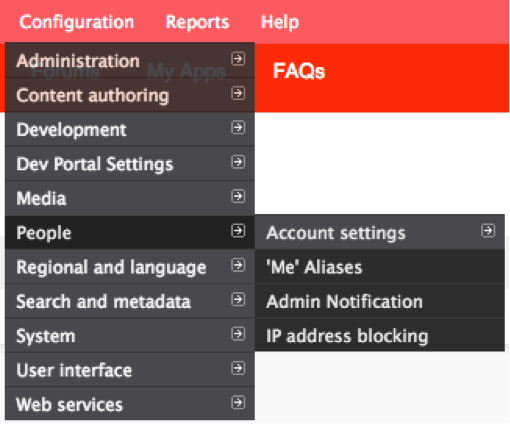 Configuration Reports Help
Administration
Forums My Apps FAQs
Content authoring
Development
Dev Portal Settings
Media
People Account settings
Regional and language 'Me' Aliases
Search and metadata Admin Notification
System IP address blocking
User interface
Web services